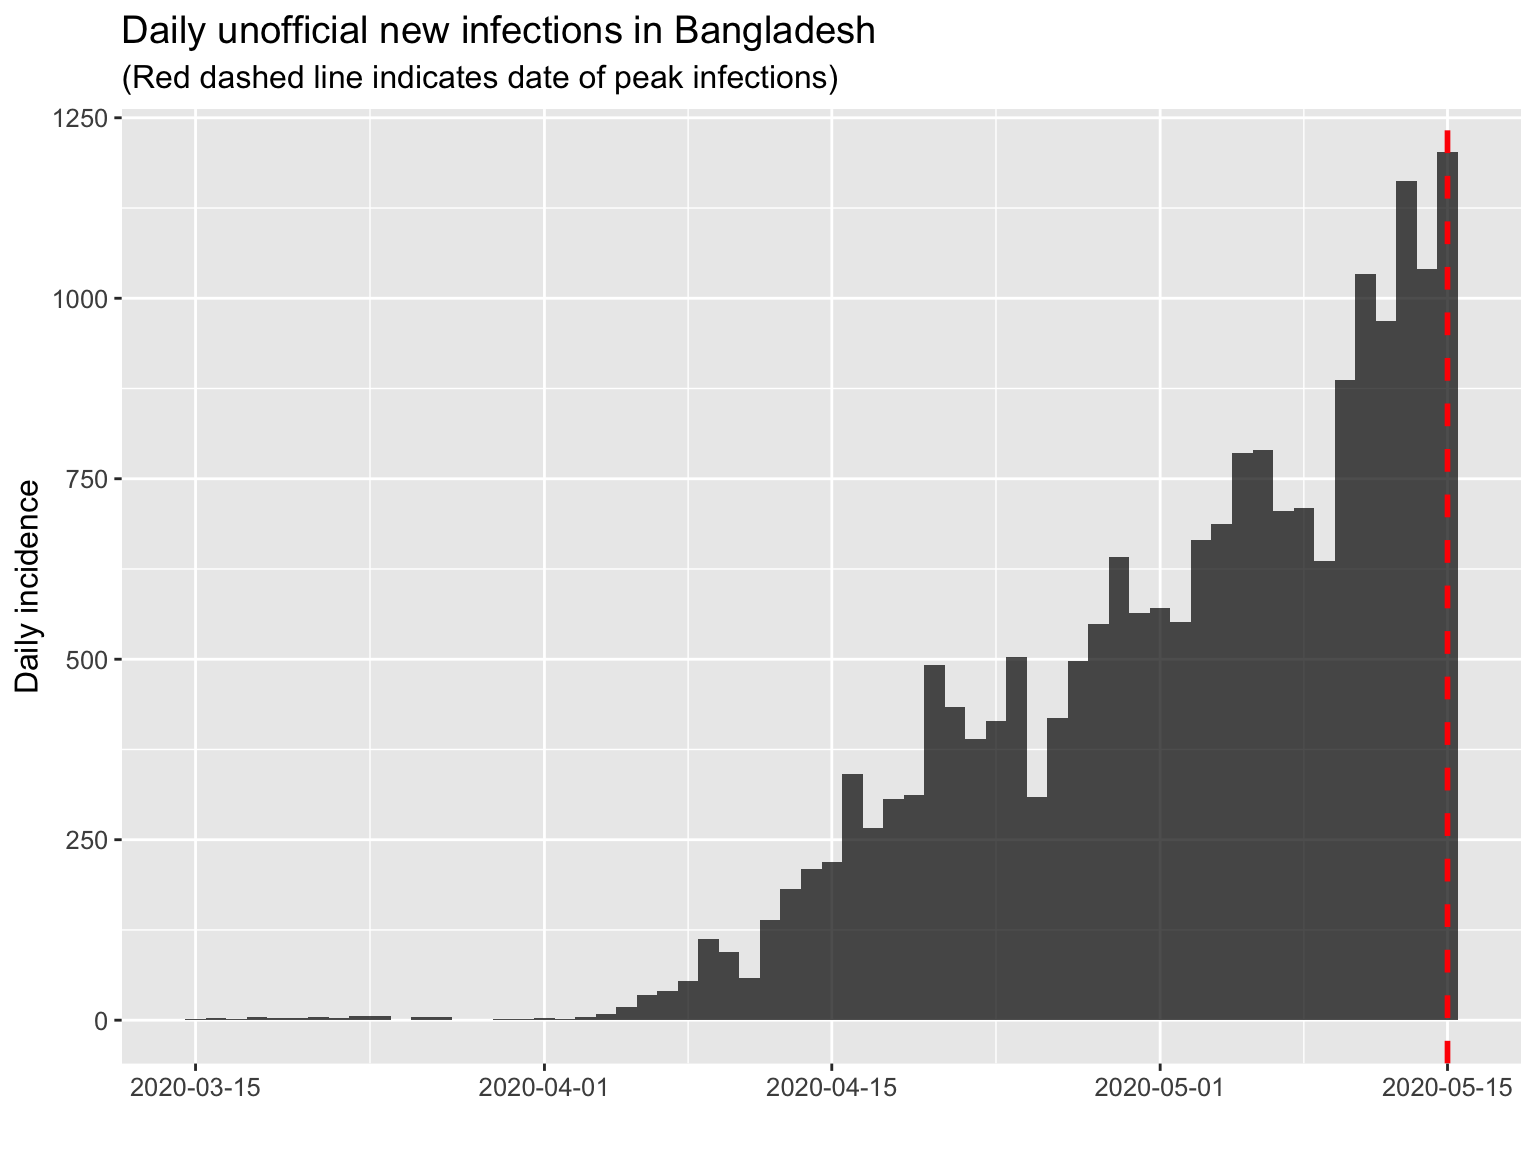 Daily unofficial new infections in Bangladesh
(Red dashed line indicates date of peak infections)
Daily incidence
1250
1000
750
500
250
0
2020-03-15 2020-04-01 2020-04-15 2020-05-01 2020-05-15